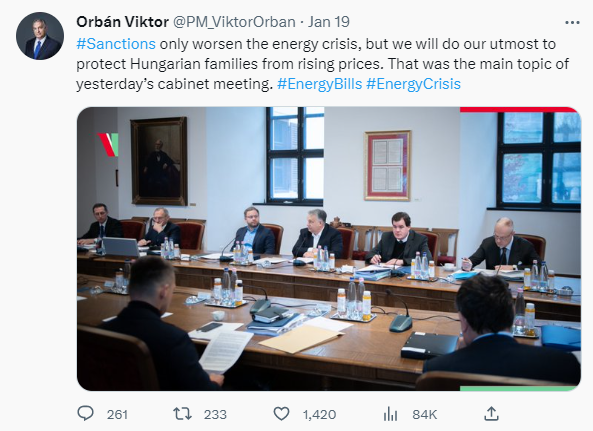 Orbán Viktor @PM_ViktorOrban · Jan 19
#Sanctions only worsen the energy crisis, but we will do our utmost to
protect Hungarian families from rising prices. That was the main topic of
yesterday's cabinet meeting. #EnergyBills #EnergyCrisis
261 233 1,420 84K